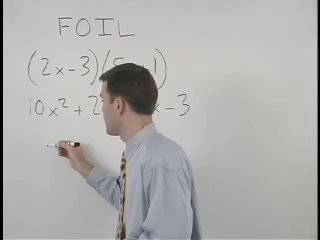 FOIL
(2x-3)(5 +1)
10x² + 2 x - 3